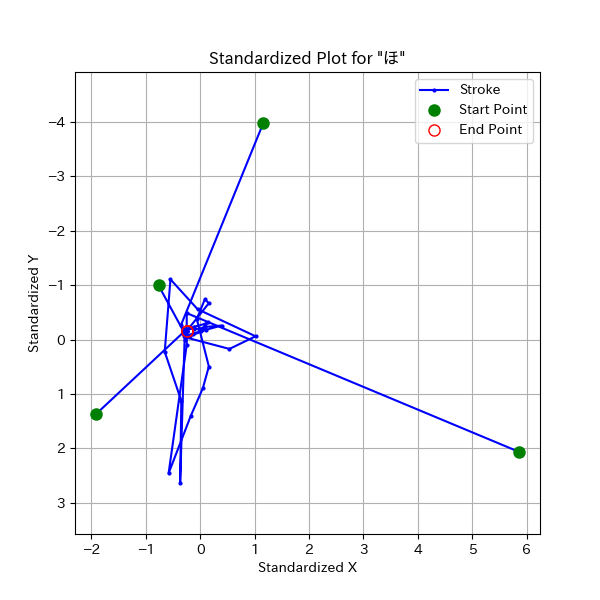 Standardized Plot for "ほ"
Stroke
Start Point
End Point
Standardized Y
−4
−3
−2
−1
0
1
2
3
−2 −1 0 1 2 3 4 5 6
Standardized X